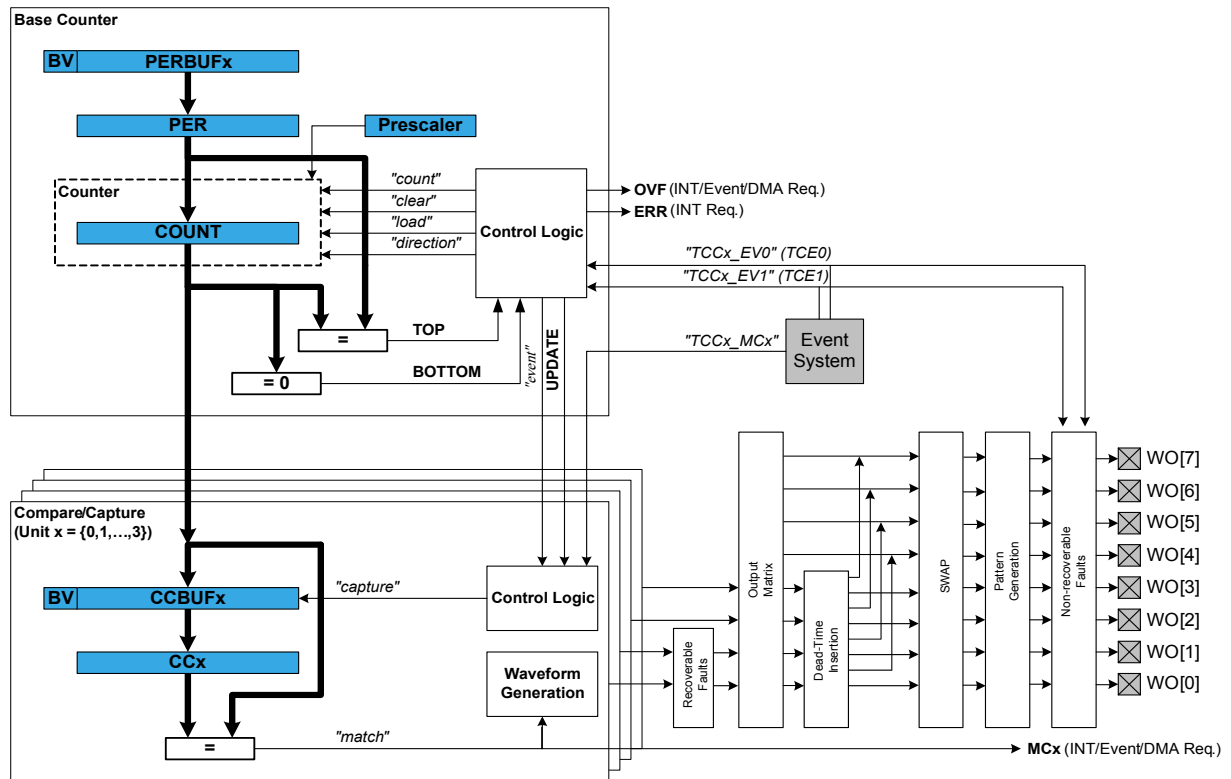 Base Counter
BV PERBUFx
PER
Prescaler
Counter
COUNT
"count"
"clear"
"load"
"direction"
Control Logic
OVF (INT/Event/DMA Req.)
ERR (INT Req.)
"TCCx_EV0" (TCE0)
"TCCx_EV1" (TCE1)
"TCCx_MCx"
Event
System
=
TOP
= 0
BOTTOM
"event"
UPDATE
Compare/Capture
(Unit x = {0,1,…,3})
BV CCBUFx
"capture"
Control Logic
CCx
Waveform
Generation
=
"match"
Recoverable
Faults
Output
Matrix
Dead-Time
Insertion
SWAP
Pattern
Generation
Non-recoverable
Faults
WO[7]
WO[6]
WO[5]
WO[4]
WO[3]
WO[2]
WO[1]
WO[0]
MCx (INT/Event/DMA Req.)